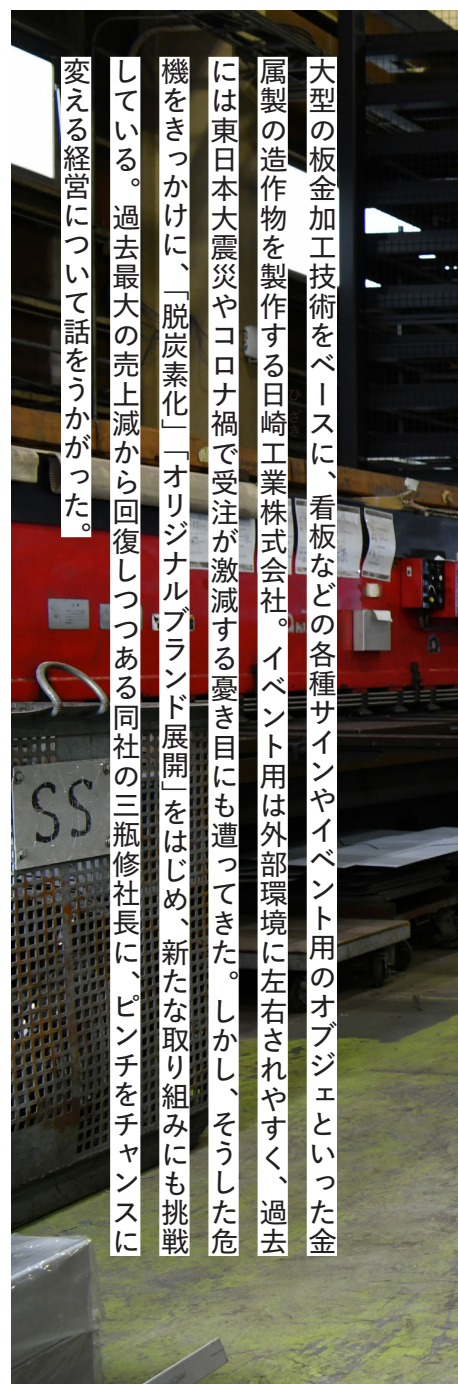 大型の板金加工技術をベースに、看板などの各種サインやイベント用のオブジェといった金
属製の造作物を製作する日崎工業株式会社。イベント用は外部環境に左右されやすく、過去
には東日本大震災やコロナ禍で受注が激減する憂き目にも遭ってきた。しかし、そうした危
機をきっかけに、「脱炭素化」「オリジナルブランド展開」をはじめ、新たな取り組みにも挑戦
している。過去最大の売上減から回復しつつある同社の三瓶修社長に、ピンチをチャンスに
変える経営について話をうかがった。
SS